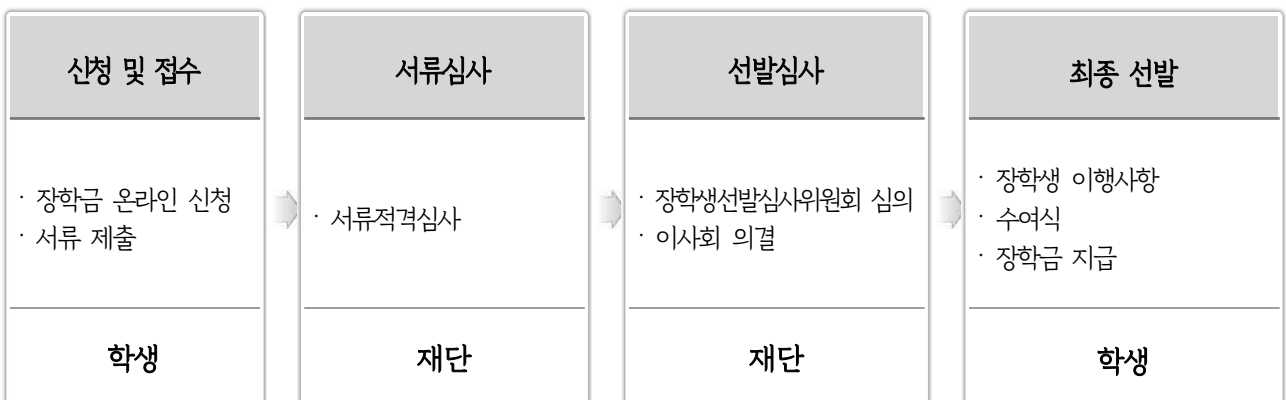 신청 및 접수
· 장학금 온라인 신청
· 서류 제출
학생
서류심사
· 서류적격심사
재단
선발심사
· 장학생선발심사위원회 심의
· 이사회 의결
재단
최종 선발
· 장학생 이행사항
· 수여식
· 장학금 지급
학생